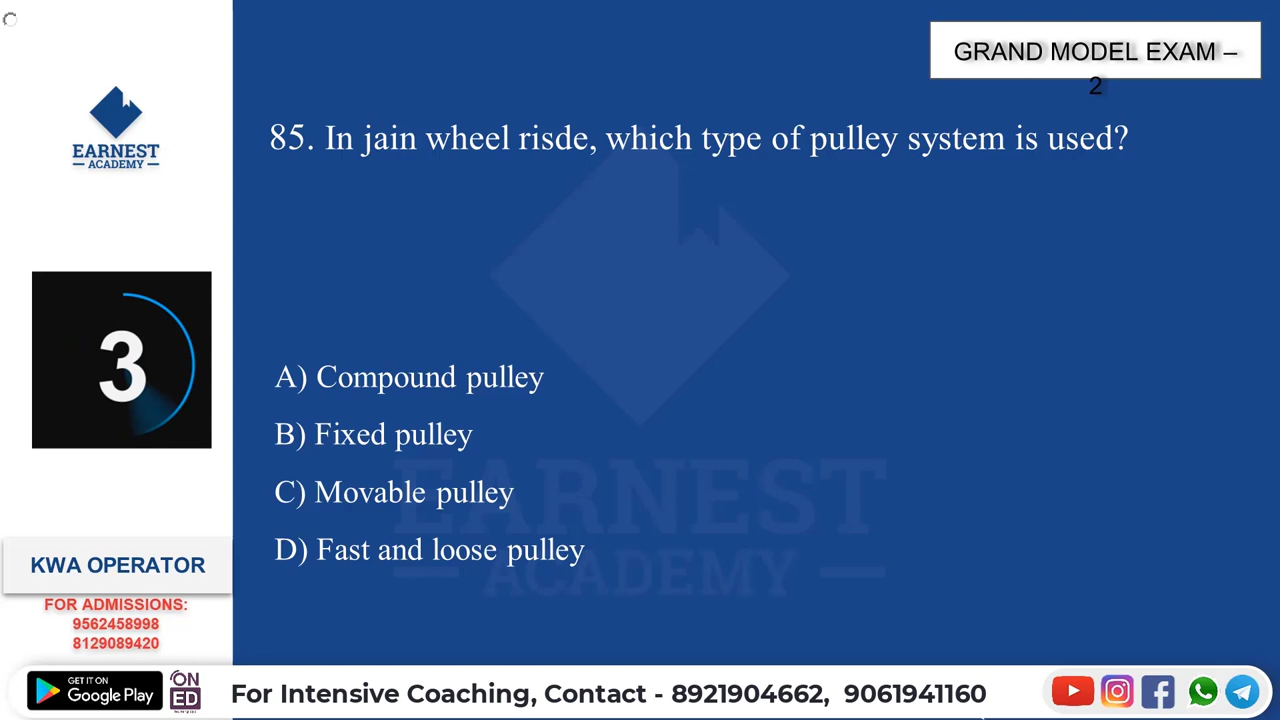 GRAND MODEL EXAM –
2
EARNEST
ACADEMY
85. In jain wheel risde, which type of pulley system is used?
3
A) Compound pulley
B) Fixed pulley
C) Movable pulley
D) Fast and loose pulley
EARNEST
ACADEMY
KWA OPERATOR
FOR ADMISSIONS:
9562458998
8129089420
GET IT ON
Google Play
ON
ED
For Intensive Coaching, Contact - 8921904662, 9061941160